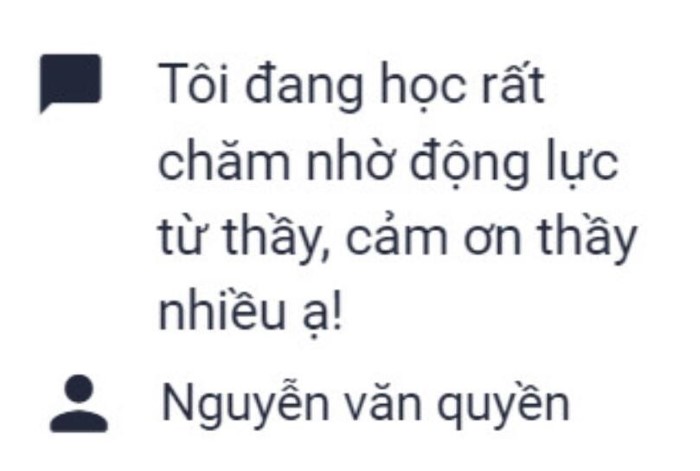 Tôi đang học rất
chăm nhờ động lực
từ thầy, cảm ơn thầy
nhiều ạ!
Nguyễn văn quyền